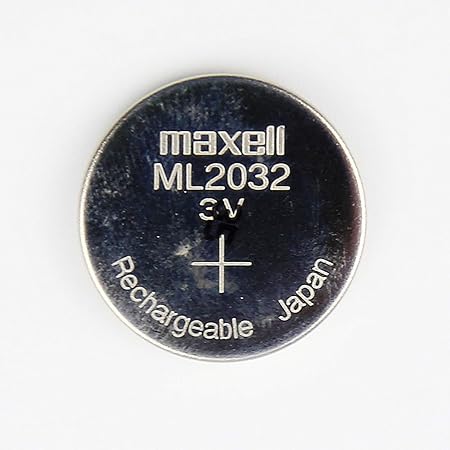 maxell
ML2032
3V
+
Rechargeable Japan